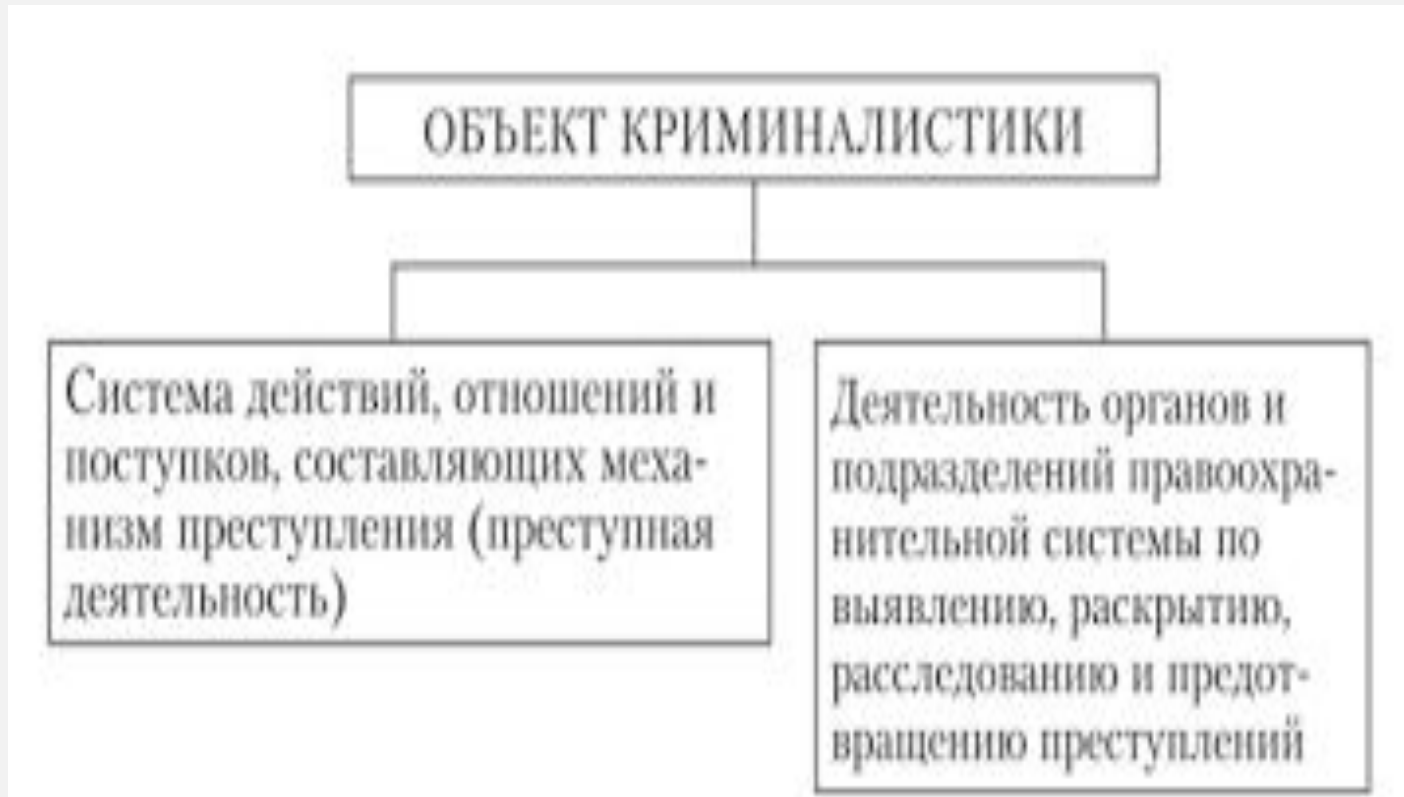 ОБЪЕКТ КРИМИНАЛИСТИКИ
Система действий, отношений и
поступков, составляющих меха-
низм преступления (преступная
деятельность)
Деятельность органов и
подразделений правоохра-
нительной системы по
выявлению, раскрытию,
расследованию и предот-
вращению преступлений